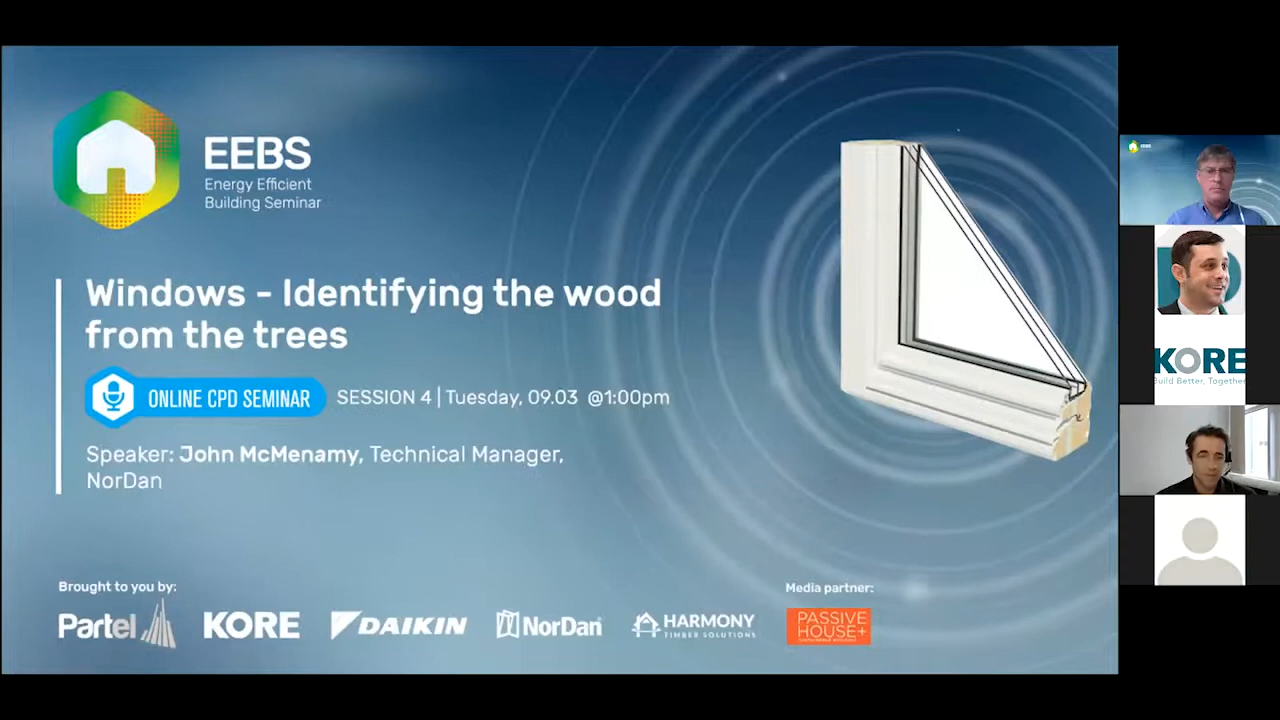 EEBS
Energy Efficient
Building Seminar
Windows - Identifying the wood
from the trees
ONLINE CPD SEMINAR
SESSION 4 | Tuesday, 09.03 @1:00pm
Speaker: John McMenamy, Technical Manager,
NorDan
Brought to you by:
Media partner:
Partel
KORE
DAIKIN
NorDan
HARMONY
TIMBER SOLUTIONS
PASSIVE
HOUSE+
EEBS
KORE
Build Better, Together